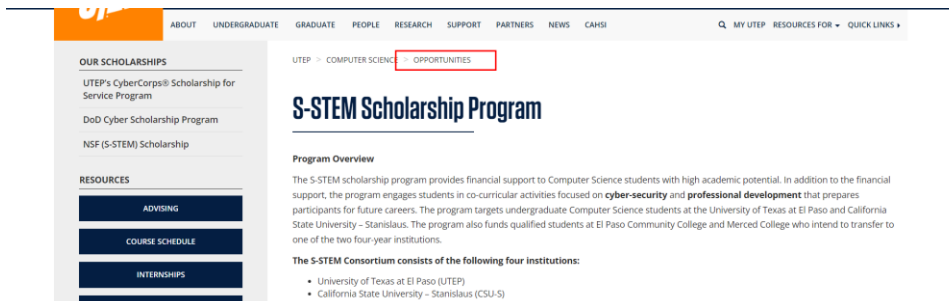 ABOUT UNDERGRADUATE GRADUATE PEOPLE RESEARCH SUPPORT PARTNERS NEWS CAHSI MY UTEP RESOURCES FOR QUICK LINKS
OUR SCHOLARSHIPS
UTEP's CyberCorps® Scholarship for
Service Program
DoD Cyber Scholarship Program
NSF (S-STEM) Scholarship
RESOURCES
ADVISING
COURSE SCHEDULE
INTERNSHIPS
UTEP > COMPUTER SCIENCE > OPPORTUNITIES
S-STEM Scholarship Program
Program Overview
The S-STEM scholarship program provides financial support to Computer Science students with high academic potential. In addition to the financial
support, the program engages students in co-curricular activities focused on cyber-security and professional development that prepares
participants for future careers. The program targets undergraduate Computer Science students at the University of Texas at El Paso and California
State University – Stanislaus. The program also funds qualified students at El Paso Community College and Merced College who intend to transfer to
one of the two four-year institutions.
The S-STEM Consortium consists of the following four institutions:
• University of Texas at El Paso (UTEP)
• California State University – Stanislaus (CSU-S)